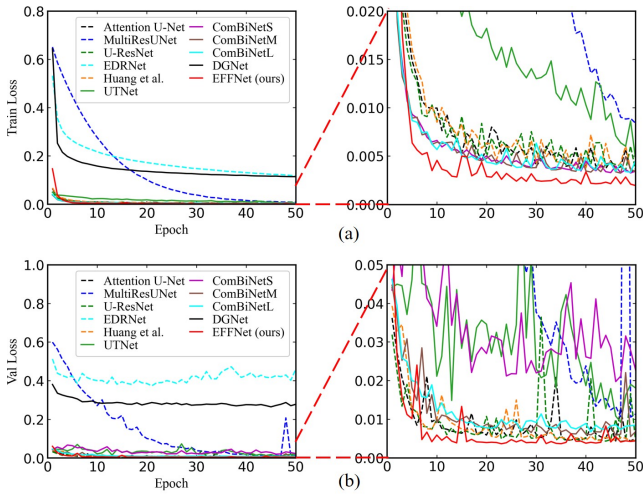 0.8
0.6
0.4
0.2
0.0
Train Loss
Attention U-Net
MultiResUNet
U-ResNet
EDRNet
Huang et al.
UTNet
ComBiNetS
ComBiNetM
ComBiNetL
DGNet
EFFNet (ours)
0 10 20 30 40 50
Epoch
0.020
0.015
0.010
0.005
0.000
0 10 20 30 40 50
(a)
1.0
0.8
0.6
0.4
0.2
0.0
Val Loss
Attention U-Net
MultiResUNet
U-ResNet
EDRNet
Huang et al.
UTNet
ComBiNetS
ComBiNetM
ComBiNetL
DGNet
EFFNet (ours)
0 10 20 30 40 50
Epoch
0.05
0.04
0.03
0.02
0.01
0.00
0 10 20 30 40 50
(b)